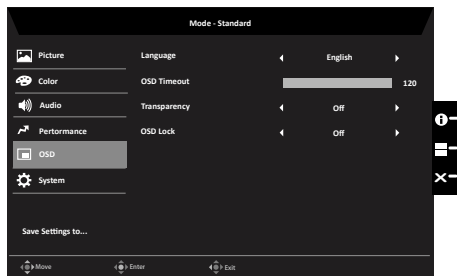 Mode - Standard
Picture
Language
English
Color
OSD Timeout
120
Audio
Transparency
Off
Pertormance
OSD Lock
Off
OSD
System
Save Settings to...
Move
Enter
Exit